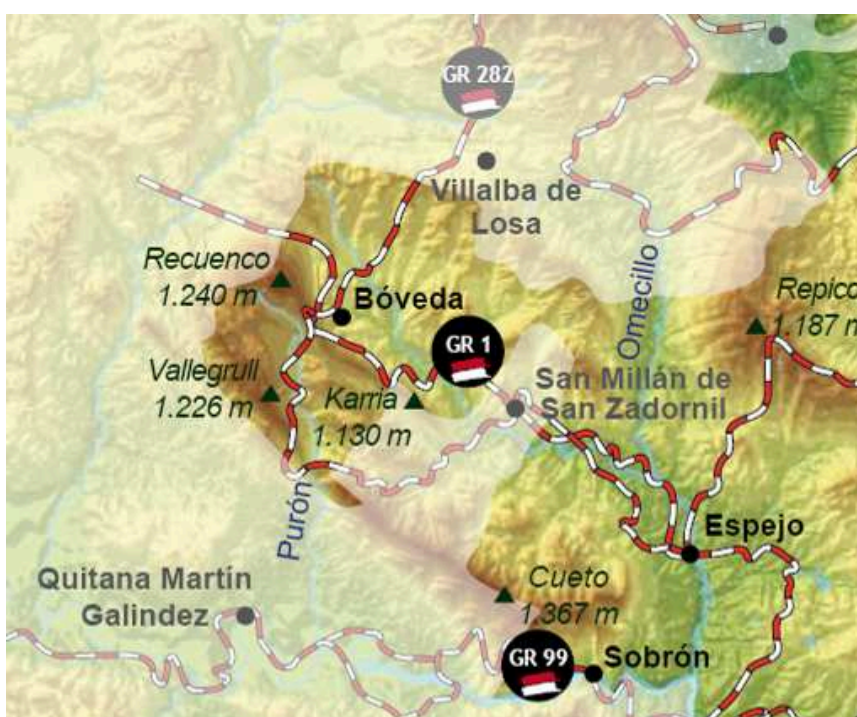 GR 282
Villalba de
Losa
Recuenco
1.240 m
Bóveda
Omecillo
Repico
1.187 m
GR 1
Vallegrull
1.226 m
Karria
1.130 m
San Millán de
San Zadornil
Purón
Espejo
Cueto
1.367 m
Quitana Martín
Galindez
GR 99
Sobrón